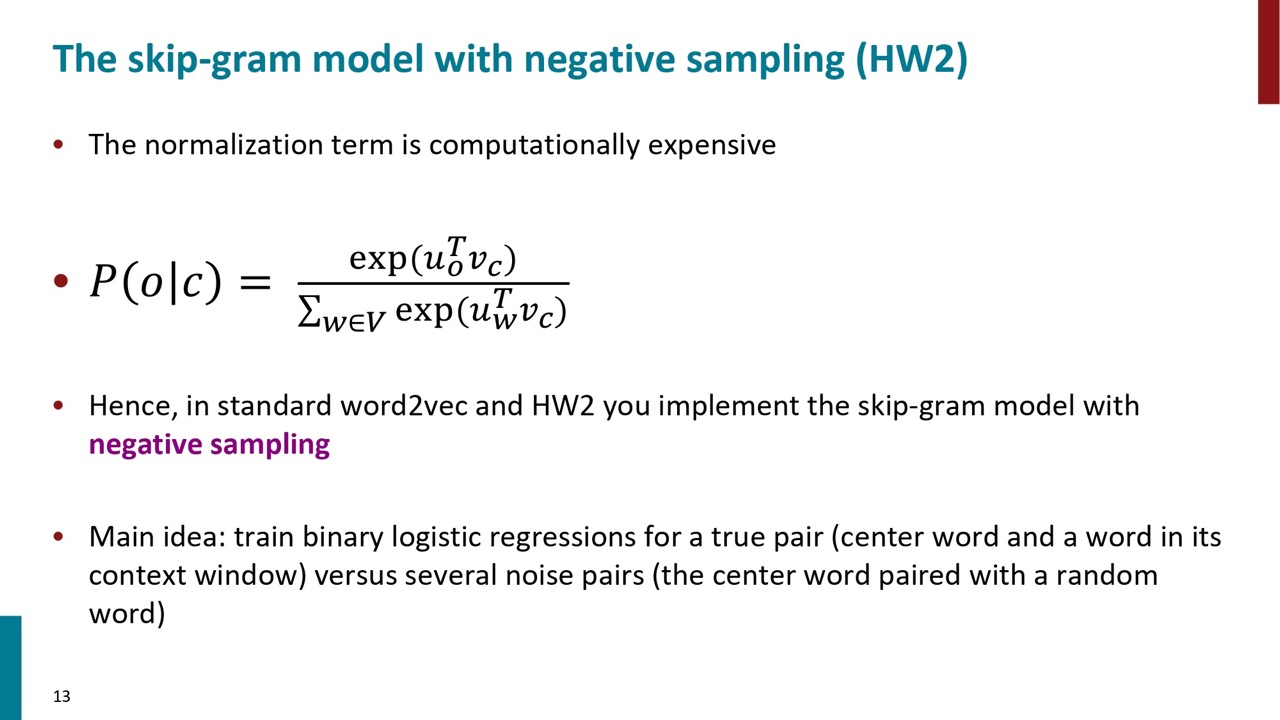 The skip-gram model with negative sampling (HW2)
• The normalization term is computationally expensive
• P(o|c) = exp(u_o^T v_c) / ∑_{w∈V} exp(u_w^T v_c)
• Hence, in standard word2vec and HW2 you implement the skip-gram model with
negative sampling
• Main idea: train binary logistic regressions for a true pair (center word and a word in its
context window) versus several noise pairs (the center word paired with a random
word)
13